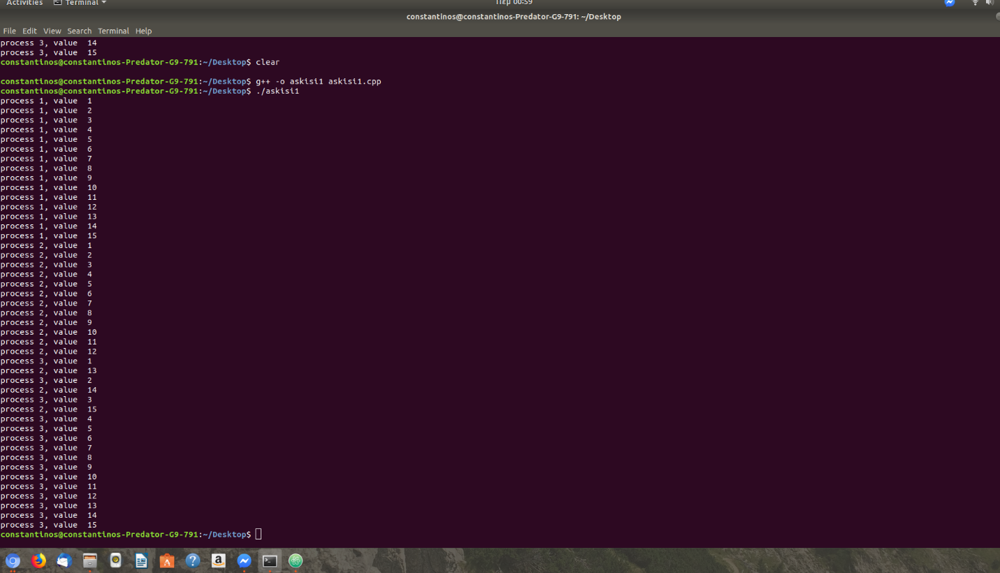 Activities Terminal Πεμ 00:59
constantinos@constantinos-Predator-G9-791: ~/Desktop
File Edit View Search Terminal Help
process 3, value  14
process 3, value  15
constantinos@constantinos-Predator-G9-791:~/Desktop$ clear
constantinos@constantinos-Predator-G9-791:~/Desktop$ g++ -o askisi1 askisi1.cpp
constantinos@constantinos-Predator-G9-791:~/Desktop$ ./askisi1
process 1, value  1
process 1, value  2
process 1, value  3
process 1, value  4
process 1, value  5
process 1, value  6
process 1, value  7
process 1, value  8
process 1, value  9
process 1, value  10
process 1, value  11
process 1, value  12
process 1, value  13
process 1, value  14
process 1, value  15
process 2, value  1
process 2, value  2
process 2, value  3
process 2, value  4
process 2, value  5
process 2, value  6
process 2, value  7
process 2, value  8
process 2, value  9
process 2, value  10
process 2, value  11
process 2, value  12
process 3, value  1
process 2, value  13
process 3, value  2
process 2, value  14
process 3, value  3
process 2, value  15
process 3, value  4
process 3, value  5
process 3, value  6
process 3, value  7
process 3, value  8
process 3, value  9
process 3, value  10
process 3, value  11
process 3, value  12
process 3, value  13
process 3, value  14
process 3, value  15
constantinos@constantinos-Predator-G9-791:~/Desktop$